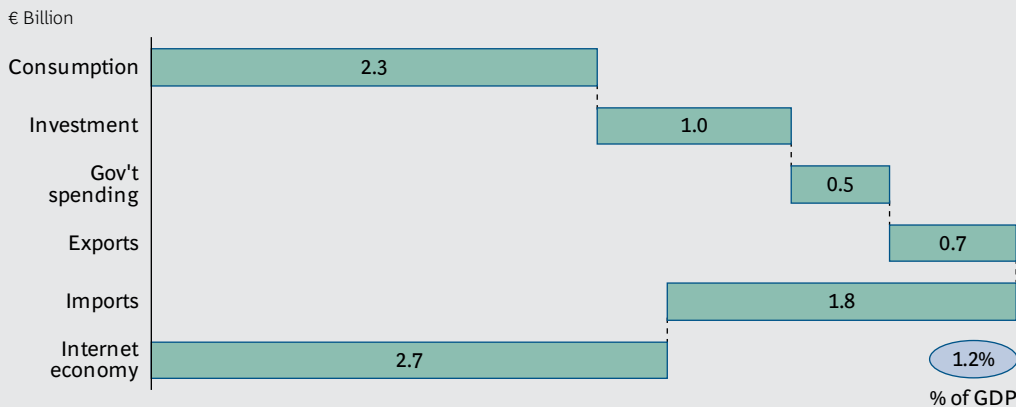 € Billion
Consumption
2.3
Investment
1.0
Gov't
spending
0.5
Exports
0.7
Imports
1.8
Internet
economy
2.7
1.2%
% of GDP